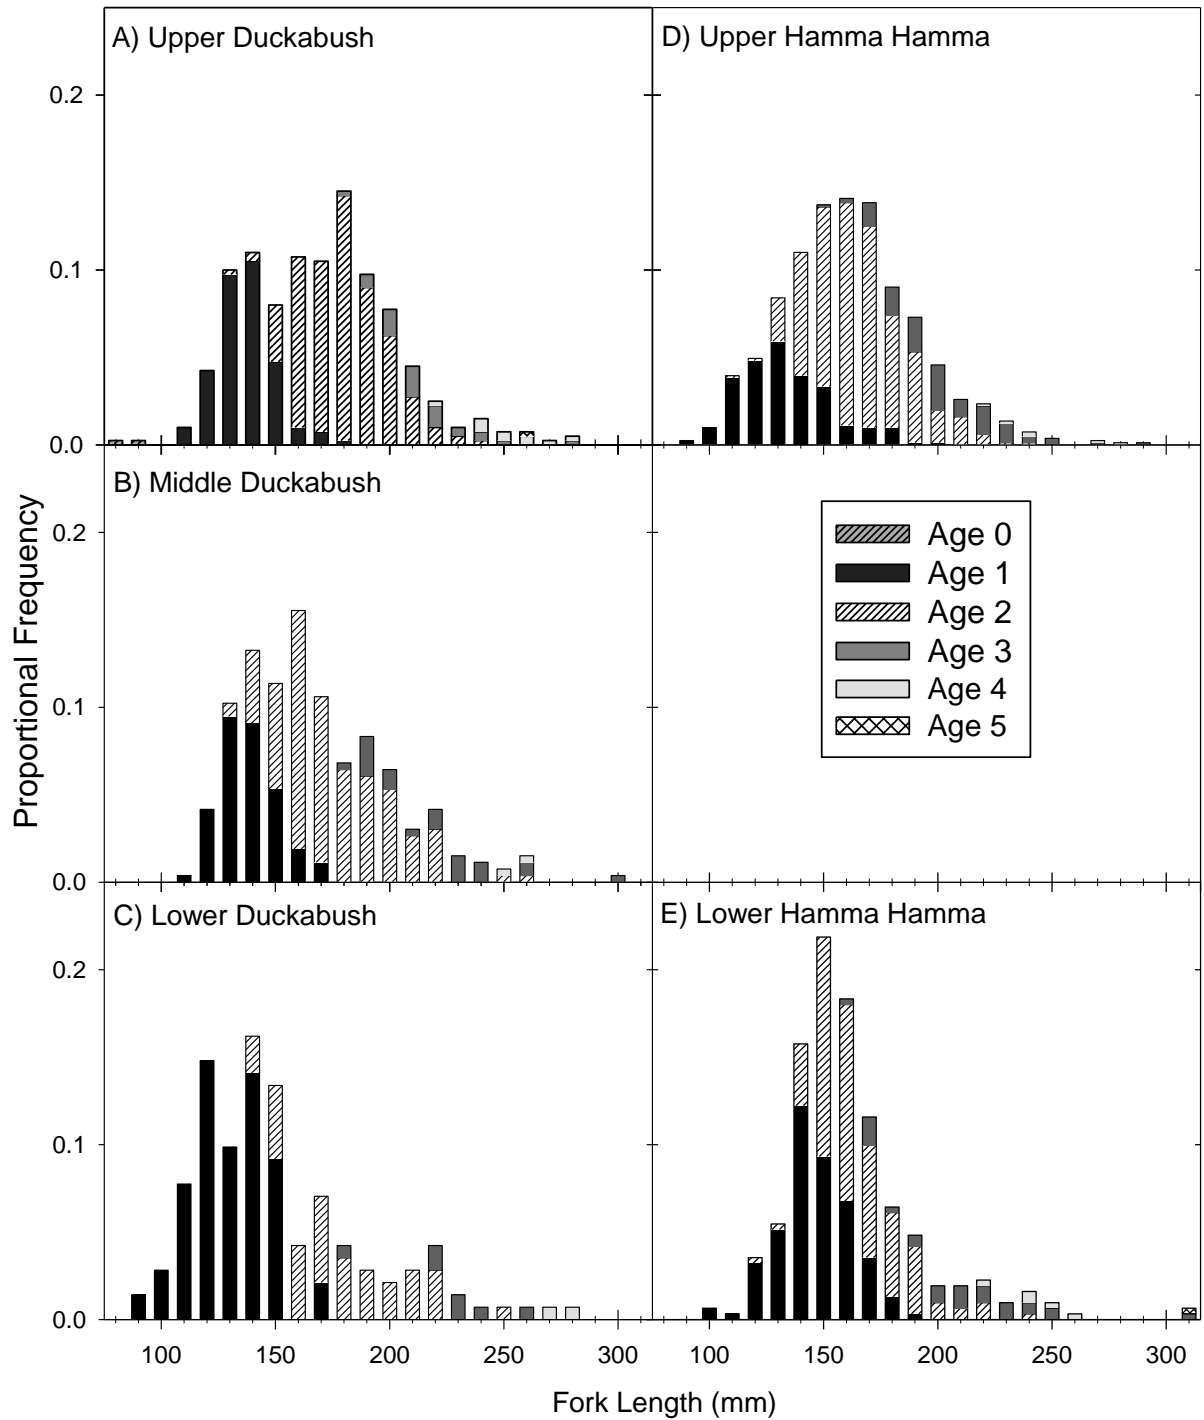 A) Upper Duckabush
D) Upper Hamma Hamma
0.2
0.1
0.0
B) Middle Duckabush
0.2
0.1
0.0
Age 0
Age 1
Age 2
Age 3
Age 4
Age 5
Proportional Frequency
C) Lower Duckabush
E) Lower Hamma Hamma
0.2
0.1
0.0
100 150 200 250 300 100 150 200 250 300
Fork Length (mm)